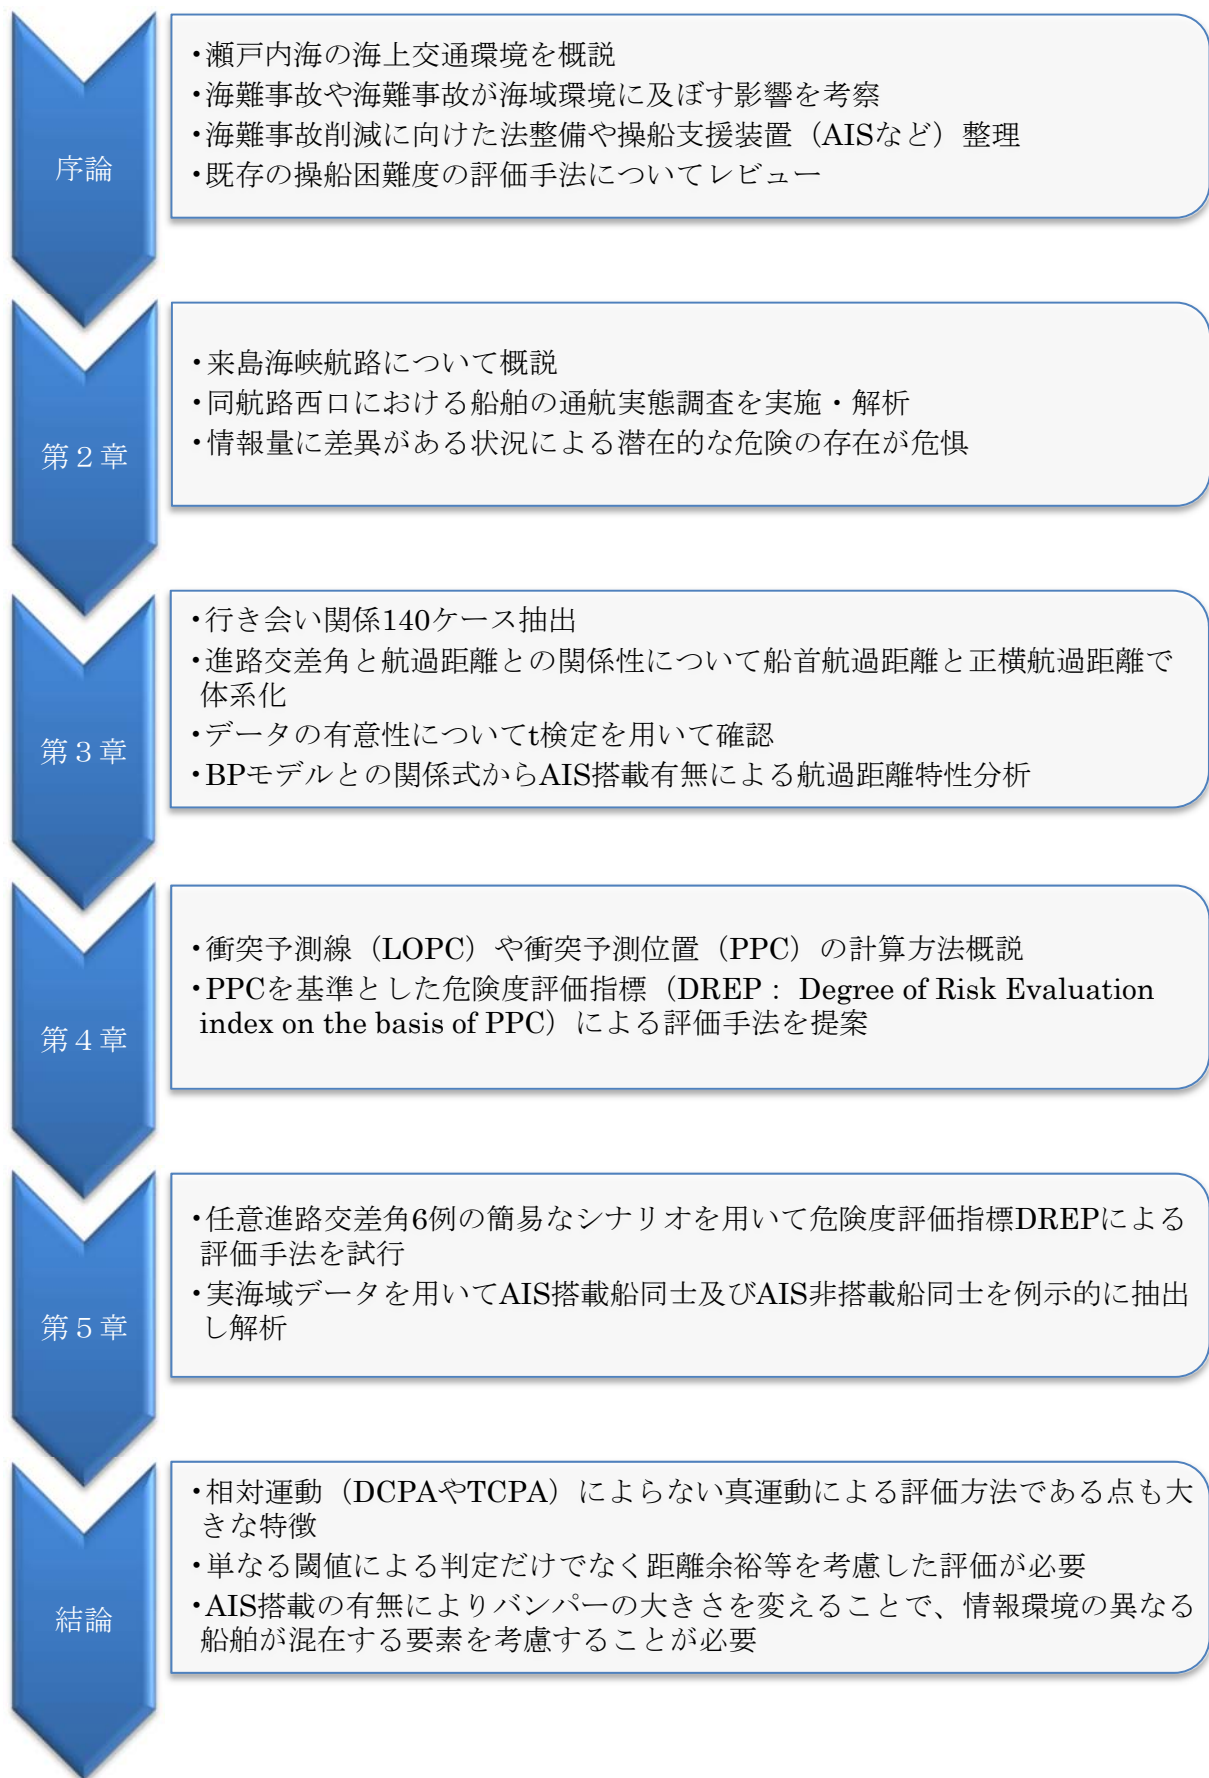 序論
・瀬戸内海の海上交通環境を概説
・海難事故や海難事故が海域環境に及ぼす影響を考察
・海難事故削減に向けた法整備や操船支援装置（AISなど）整理
・既存の操船困難度の評価手法についてレビュー
第２章
・来島海峡航路について概説
・同航路西口における船舶の通航実態調査を実施・解析
・情報量に差異がある状況による潜在的な危険の存在が危惧
第３章
・行き会い関係140ケース抽出
・進路交差角と航過距離との関係性について船首航過距離と正横航過距離で
体系化
・データの有意性についてt検定を用いて確認
・BPモデルとの関係式からAIS搭載有無による航過距離特性分析
第４章
・衝突予測線（LOPC）や衝突予測位置（PPC）の計算方法概説
・PPCを基準とした危険度評価指標（DREP： Degree of Risk Evaluation
index on the basis of PPC）による評価手法を提案
第５章
・任意進路交差角6例の簡易なシナリオを用いて危険度評価指標DREPによる
評価手法を試行
・実海域データを用いてAIS搭載船同士及びAIS非搭載船同士を例示的に抽出
し解析
結論
・相対運動（DCPAやTCPA）によらない真運動による評価方法である点も大
きな特徴
・単なる閾値による判定だけでなく距離余裕等を考慮した評価が必要
・AIS搭載の有無によりバンパーの大きさを変えることで、情報環境の異なる
船舶が混在する要素を考慮することが必要